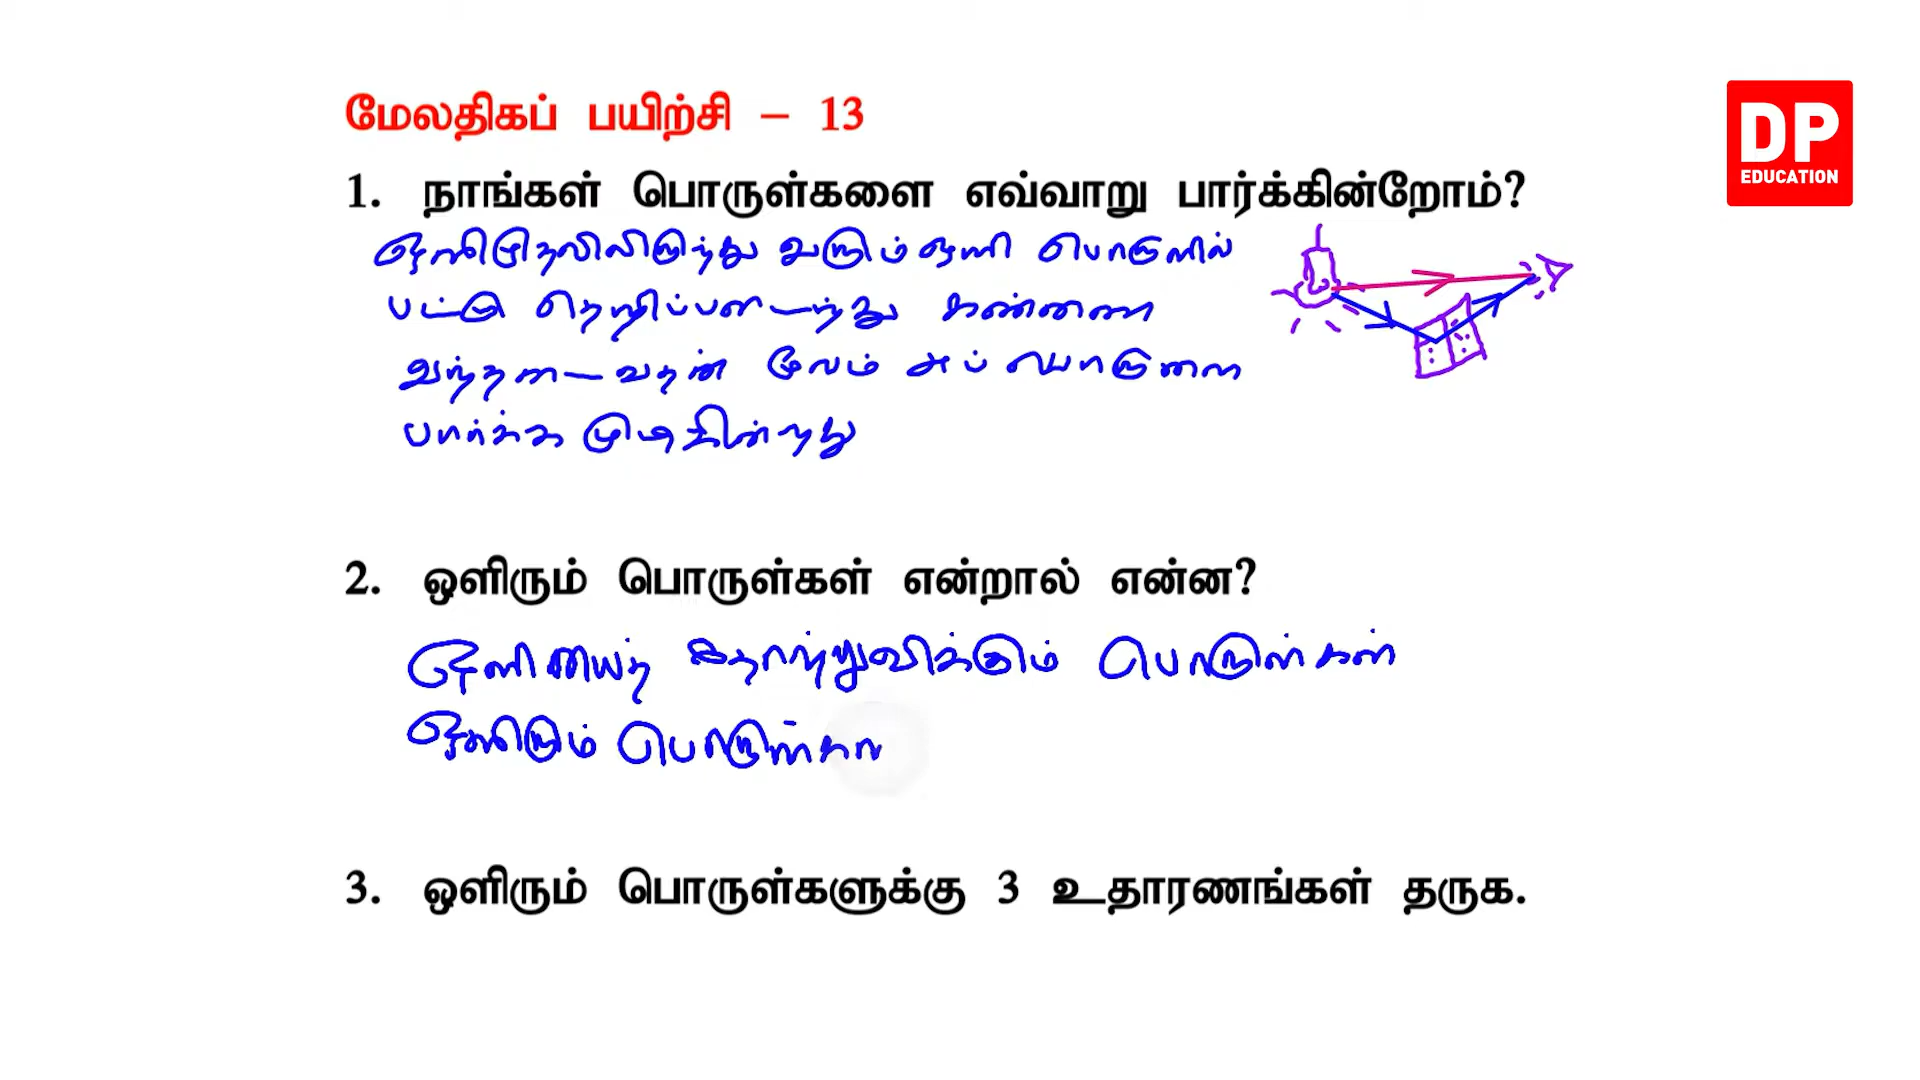 மேலதிகப் பயிற்சி – 13
DP
EDUCATION
1. நாங்கள் பொருள்களை எவ்வாறு பார்க்கின்றோம்?
ஒளிமுதலிலிருந்து வரும் ஒளி பொருளில்
பட்டு தெறிப்படைந்து கண்ணை
வந்தடைவதன் மூலம் அப் பொருளை
பார்க்க முடிகின்றது
2. ஒளிரும் பொருள்கள் என்றால் என்ன?
ஒளியைத் தோற்றுவிக்கும் பொருள்கள்
ஒளிரும் பொருள்கள
3. ஒளிரும் பொருள்களுக்கு 3 உதாரணங்கள் தருக.